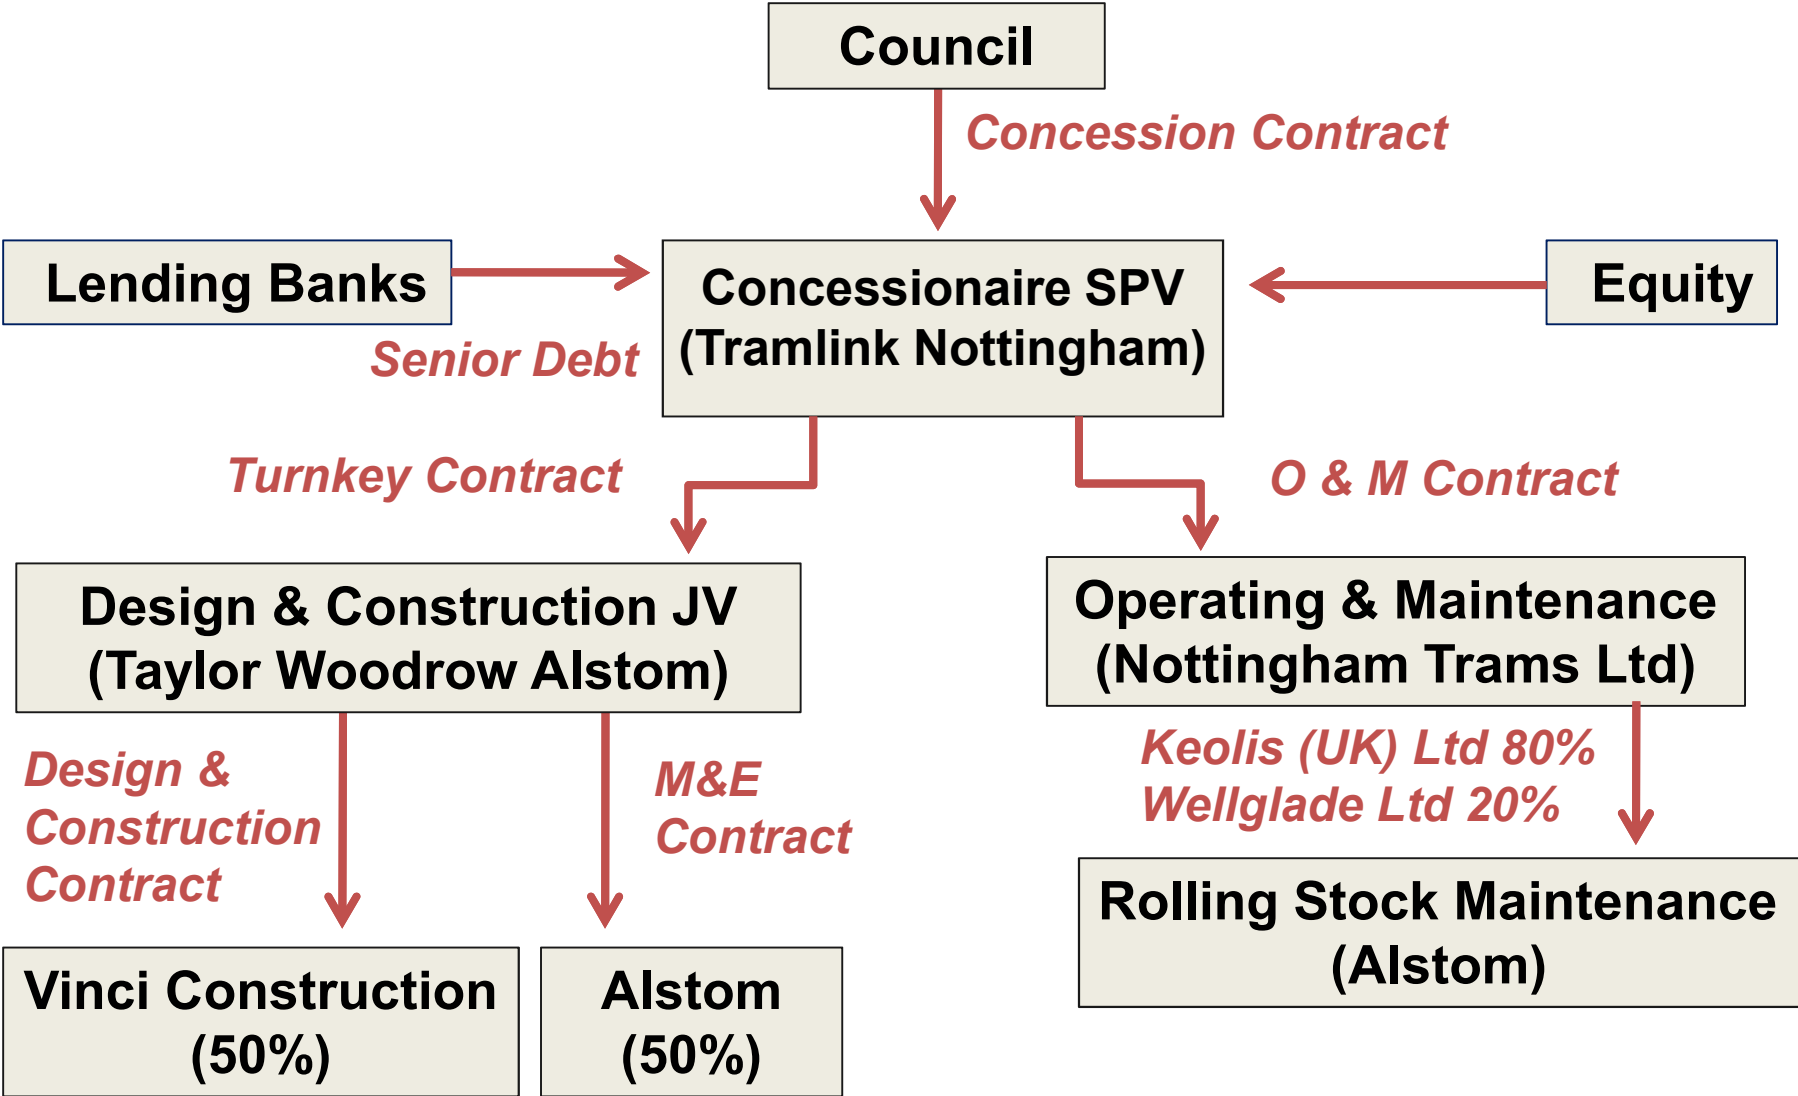 Council
Concession Contract
Lending Banks
Concessionaire SPV
(Tramlink Nottingham)
Equity
Senior Debt
Turnkey Contract
O & M Contract
Design & Construction JV
(Taylor Woodrow Alstom)
Operating & Maintenance
(Nottingham Trams Ltd)
Design &
Construction
Contract
M&E
Contract
Keolis (UK) Ltd 80%
Wellglade Ltd 20%
Vinci Construction
(50%)
Alstom
(50%)
Rolling Stock Maintenance
(Alstom)